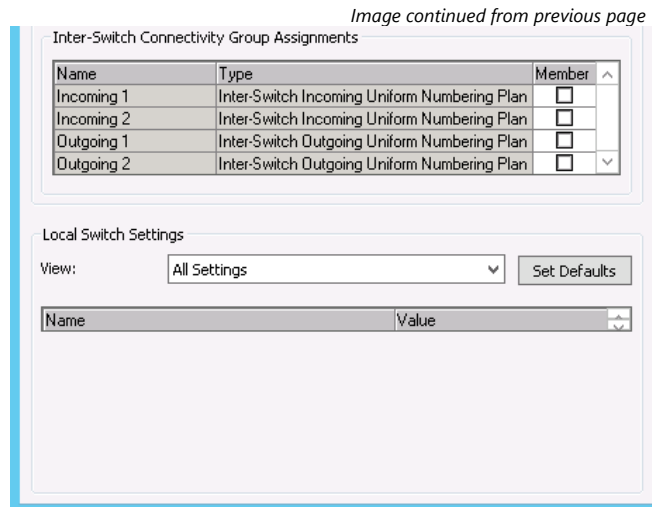 Image continued from previous page
Inter-Switch Connectivity Group Assignments
Name Type Member
Incoming 1 Inter-Switch Incoming Uniform Numbering Plan
Incoming 2 Inter-Switch Incoming Uniform Numbering Plan
Outgoing 1 Inter-Switch Outgoing Uniform Numbering Plan
Outgoing 2 Inter-Switch Outgoing Uniform Numbering Plan
Local Switch Settings
View: All Settings Set Defaults
Name Value